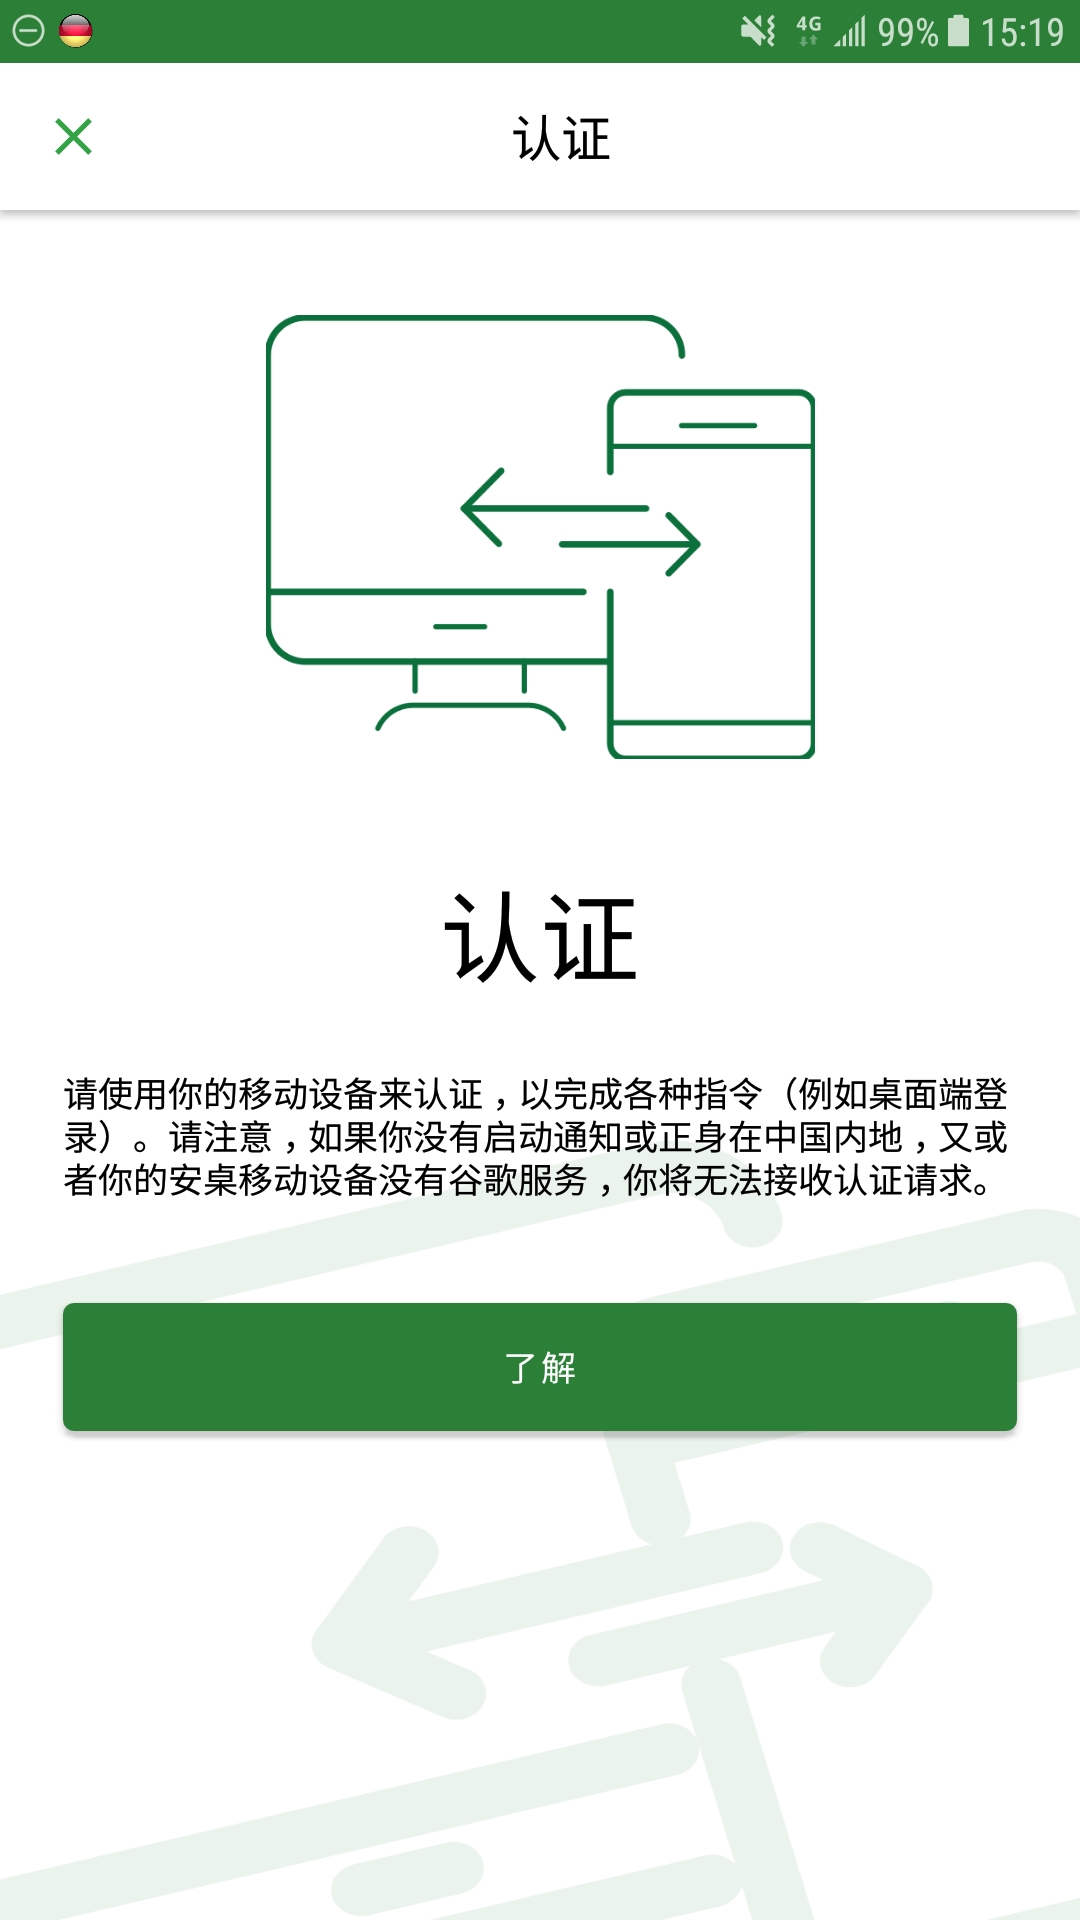 4G 99% 15:19
认证
认证
请使用你的移动设备来认证，以完成各种指令（例如桌面端登
录）。请注意，如果你没有启动通知或正身在中国内地，又或
者你的安桌移动设备没有谷歌服务，你将无法接收认证请求。
了解